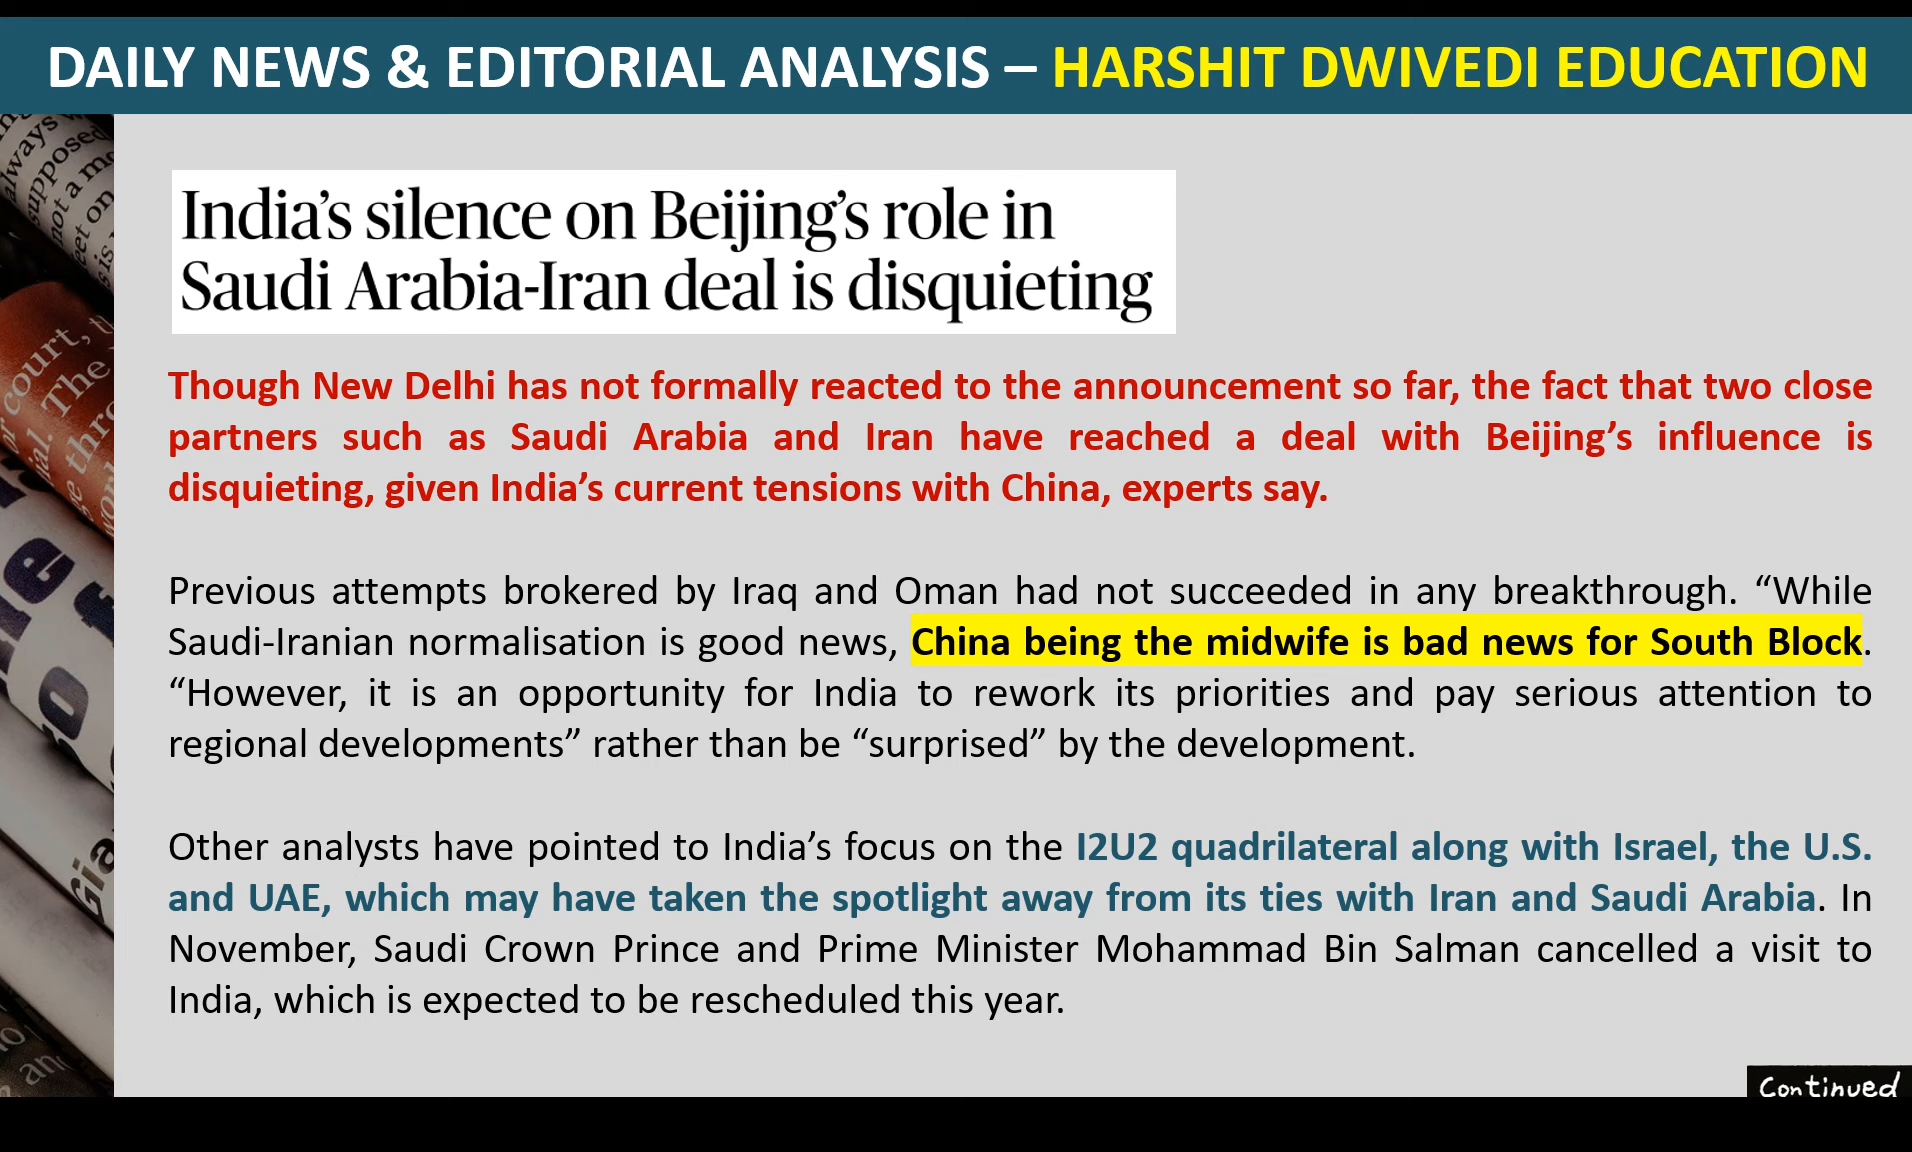 DAILY NEWS & EDITORIAL ANALYSIS – HARSHIT DWIVEDI EDUCATION
India’s silence on Beijing’s role in
Saudi Arabia-Iran deal is disquieting
Though New Delhi has not formally reacted to the announcement so far, the fact that two close
partners such as Saudi Arabia and Iran have reached a deal with Beijing’s influence is
disquieting, given India’s current tensions with China, experts say.
Previous attempts brokered by Iraq and Oman had not succeeded in any breakthrough. “While
Saudi-Iranian normalisation is good news, China being the midwife is bad news for South Block.
“However, it is an opportunity for India to rework its priorities and pay serious attention to
regional developments” rather than be “surprised” by the development.
Other analysts have pointed to India’s focus on the I2U2 quadrilateral along with Israel, the U.S.
and UAE, which may have taken the spotlight away from its ties with Iran and Saudi Arabia. In
November, Saudi Crown Prince and Prime Minister Mohammad Bin Salman cancelled a visit to
India, which is expected to be rescheduled this year.
Continued
always
supposed
not a
eet on
court,
The